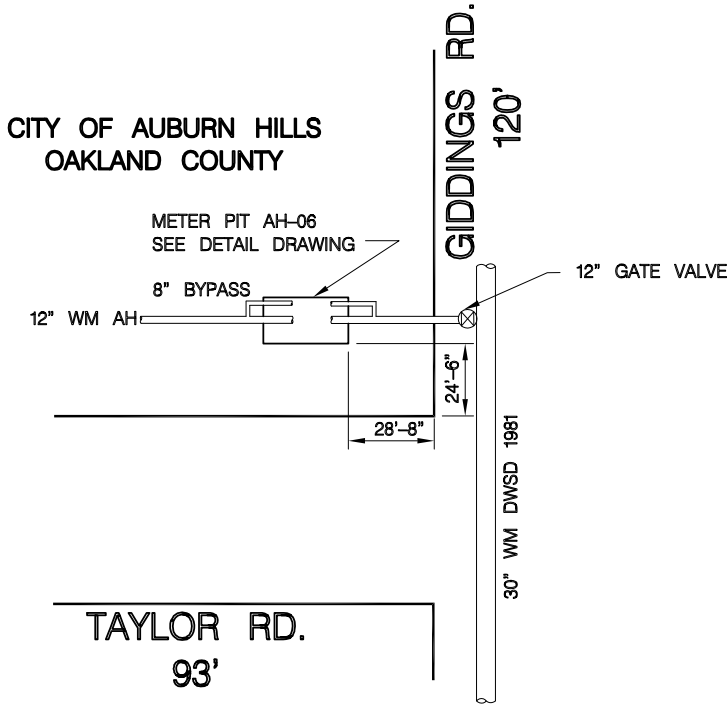 GIDDINGS RD.
120'
CITY OF AUBURN HILLS
OAKLAND COUNTY
METER PIT AH-06
SEE DETAIL DRAWING
8" BYPASS
12" GATE VALVE
12" WM AH
24'-6"
28'-8"
30" WM DWSD 1981
TAYLOR RD.
93'